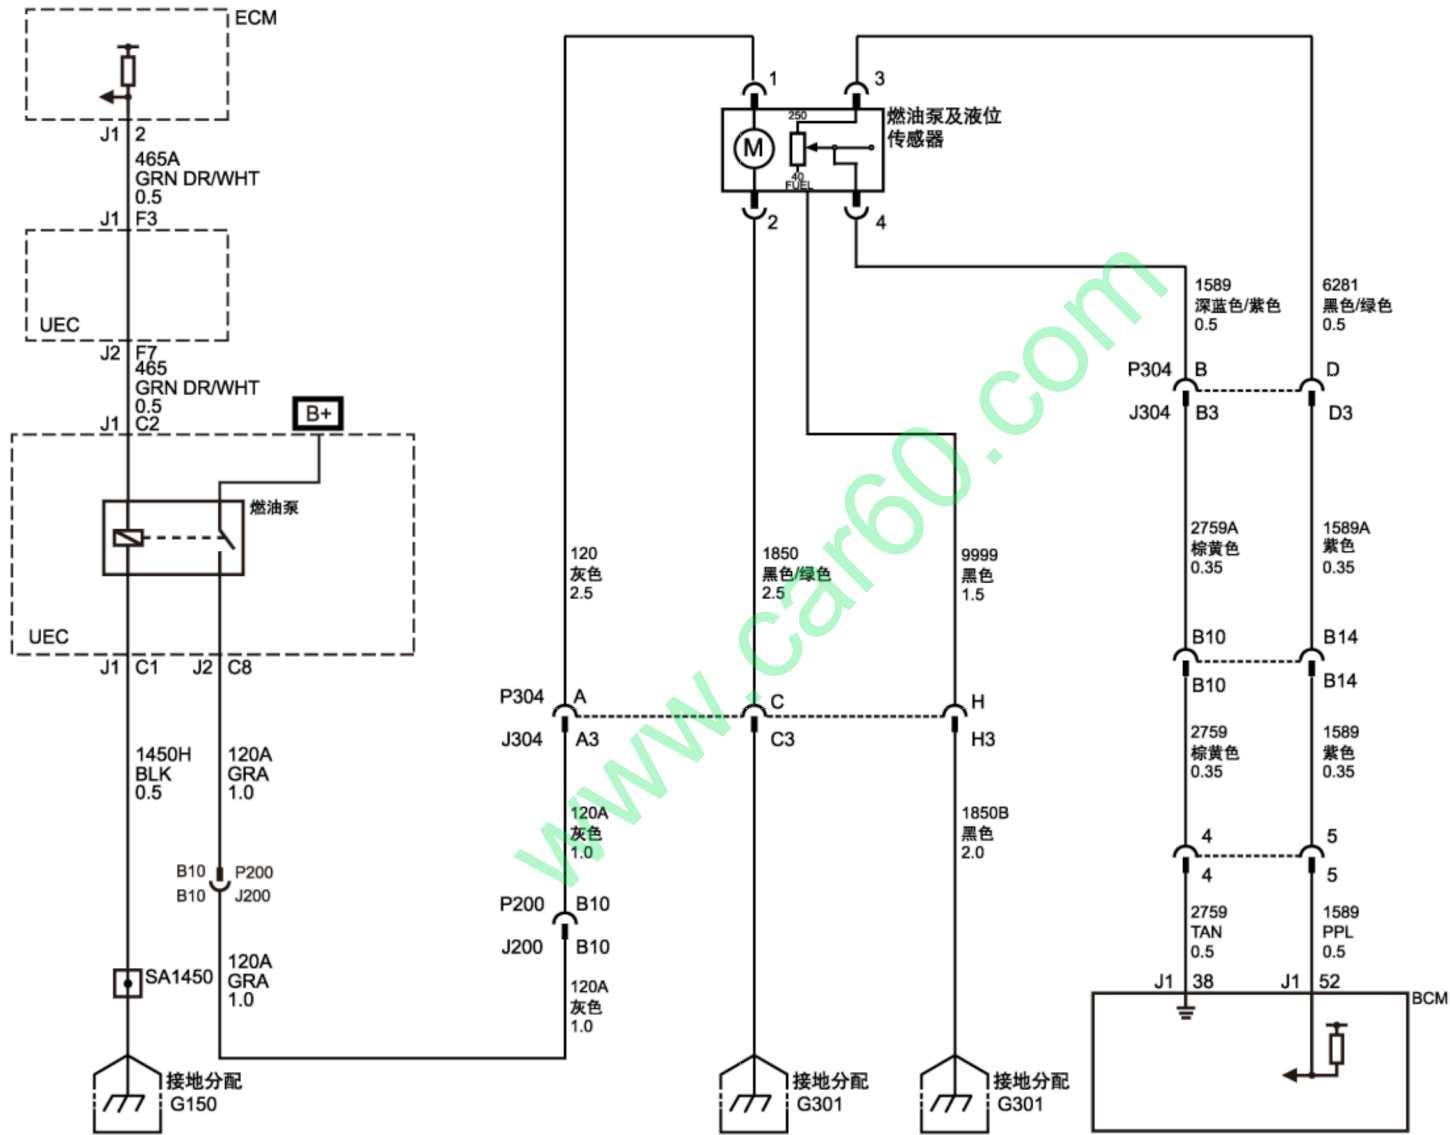 ECM
J1 2
465A
GRN DR/WHT
0.5
J1 F3
UEC
J2 F7
465
GRN DR/WHT
0.5
J1 C2
B+
燃油泵
UEC
J1 C1
J2 C8
1450H
BLK
0.5
120A
GRA
1.0
B10 P200
B10 J200
SA1450
120A
GRA
1.0
接地分配
G150
1
3
250
M
40
FUEL
燃油泵及液位
传感器
2
4
120
灰色
2.5
1850
黑色/绿色
2.5
9999
黑色
1.5
P304 A
J304 A3
C
C3
H
H3
120A
灰色
1.0
1850B
黑色
2.0
P200 B10
J200 B10
120A
灰色
1.0
接地分配
G301
接地分配
G301
1589
深蓝色/紫色
0.5
6281
黑色/绿色
0.5
P304 B
D
J304 B3
D3
2759A
棕黄色
0.35
1589A
紫色
0.35
B10
B14
B10
B14
2759
棕黄色
0.35
1589
紫色
0.35
4
5
4
5
2759
TAN
0.5
1589
PPL
0.5
J1 38
J1 52
BCM
www.car60.com